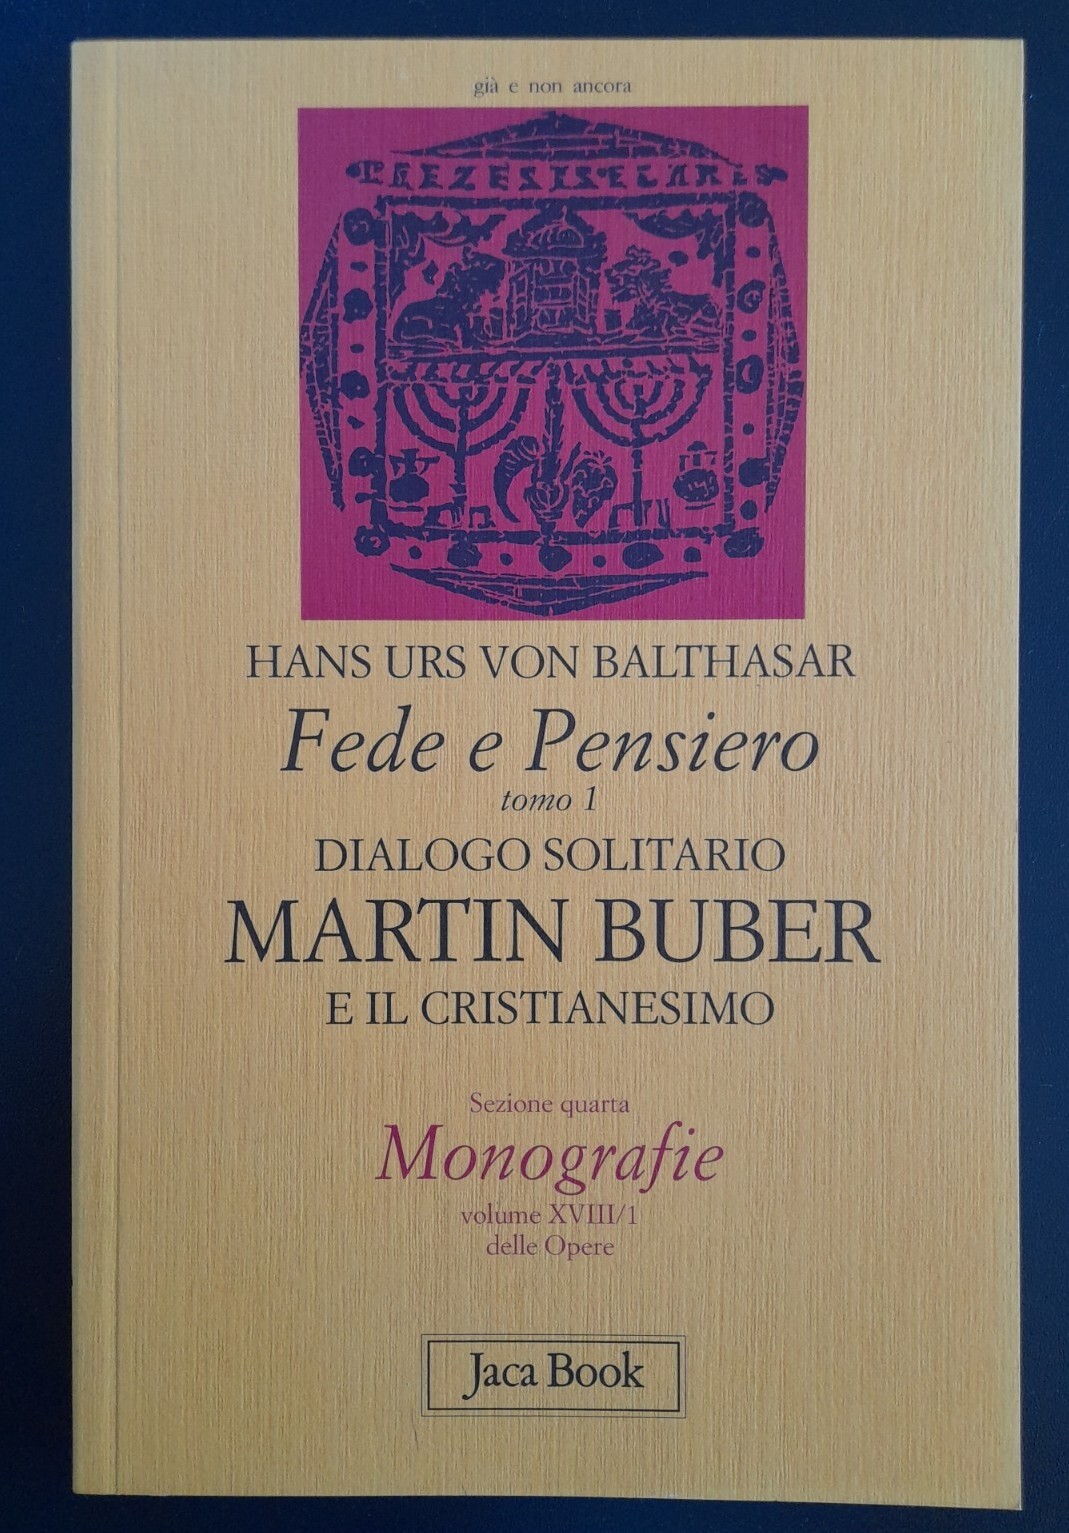 già e non ancora
HANS URS VON BALTHASAR
Fede e Pensiero
tomo 1
DIALOGO SOLITARIO
MARTIN BUBER
E IL CRISTIANESIMO
Sezione quarta
Monografie
volume XVIII/1
delle Opere
Jaca Book